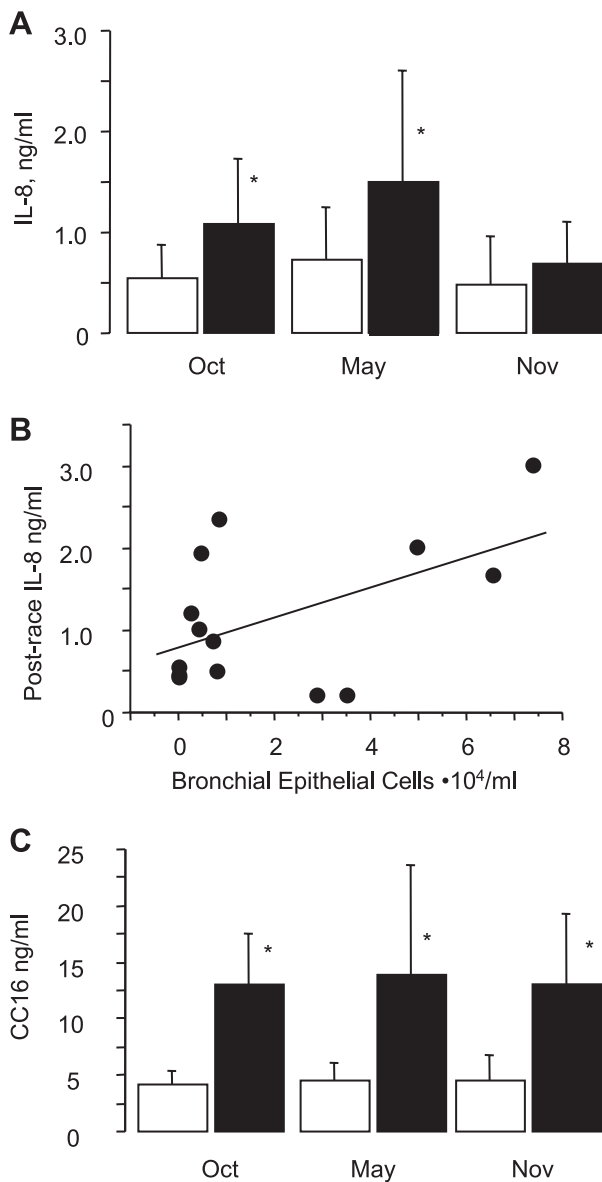 A
3.0
2.0
1.0
0
IL-8, ng/ml
*
*
Oct May Nov
B
3.0
2.0
1.0
0
Post-race IL-8 ng/ml
0 2 4 6 8
Bronchial Epithelial Cells •10⁴/ml
C
25
20
15
10
5
0
CC16 ng/ml
*
*
*
Oct May Nov